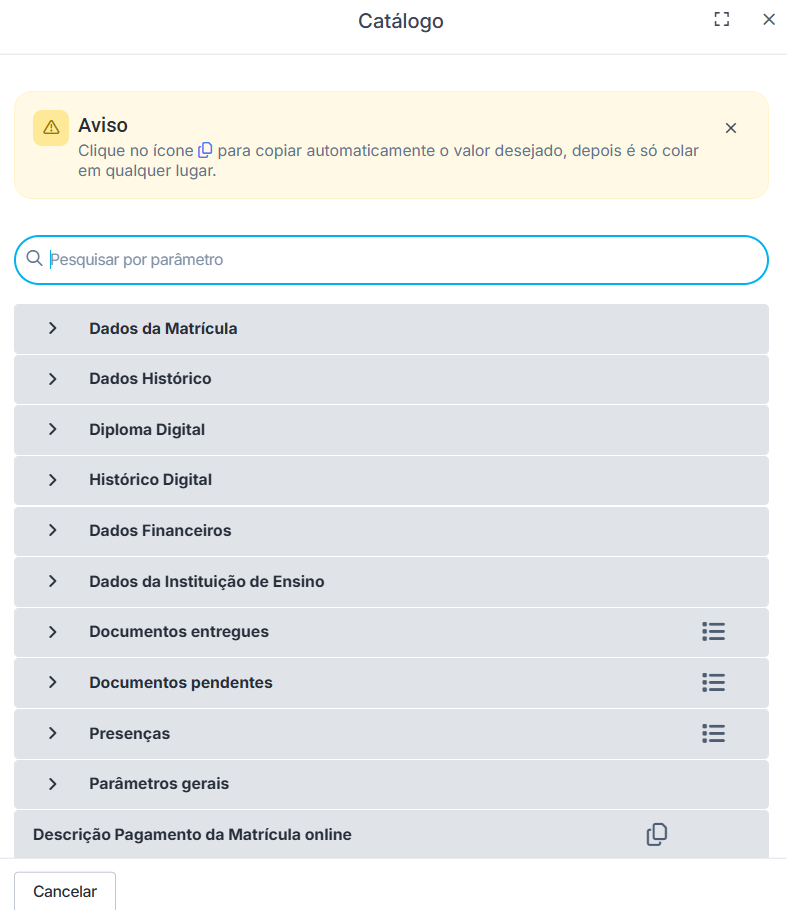 Catálogo
Aviso
Clique no ícone para copiar automaticamente o valor desejado, depois é só colar
em qualquer lugar.
Pesquisar por parâmetro
Dados da Matrícula
Dados Histórico
Diploma Digital
Histórico Digital
Dados Financeiros
Dados da Instituição de Ensino
Documentos entregues
Documentos pendentes
Presenças
Parâmetros gerais
Descrição Pagamento da Matrícula online
Cancelar